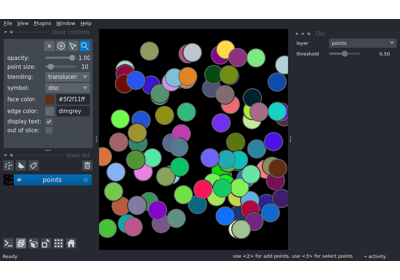 File View Plugins Window Help
layer controls
opacity: 1.00
point size: 10
blending: translucen
symbol: disc
face color: #5f2f11ff
edge color: dimgrey
display text:
out of slice:
layer list
points
layer points
threshold 0.50
Ready
use <2> for add points, use <3> for select points
activity